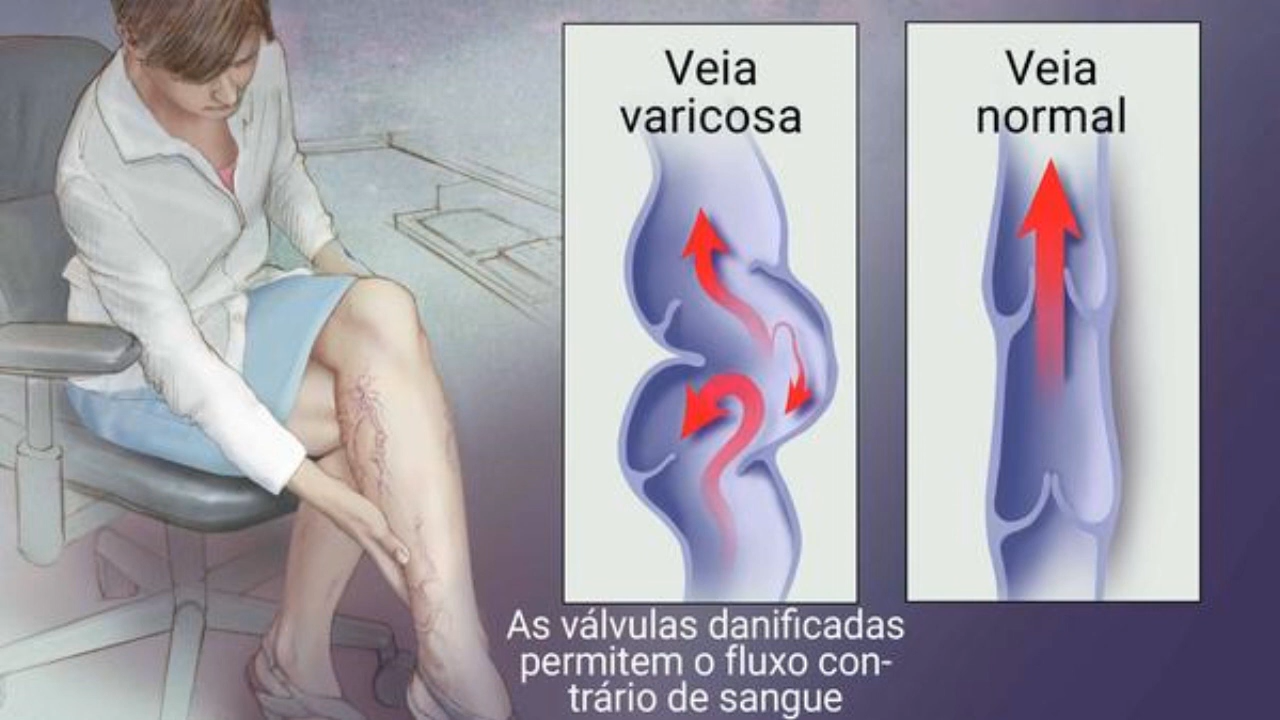 Veia
varicosa
Veia
normal
As válvulas danificadas
permitem o fluxo con-
trário de sangue